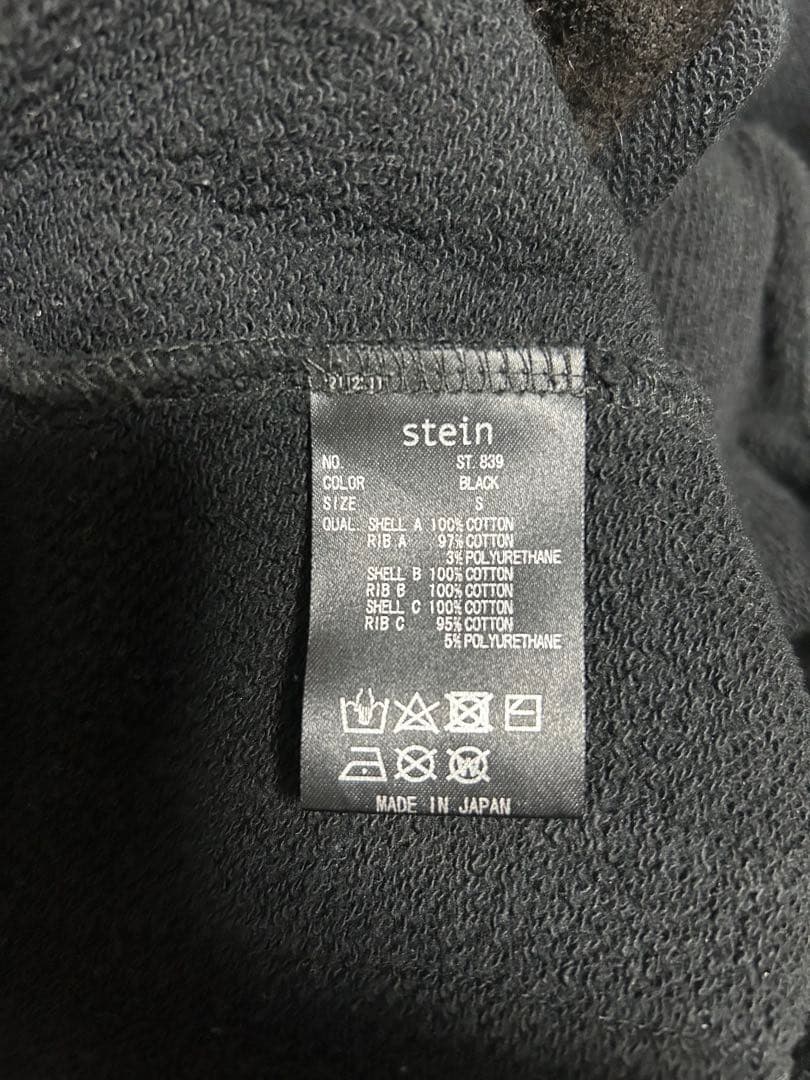 stein
NO. ST. 839
COLOR BLACK
SIZE S
QUAL. SHELL A 100% COTTON
RIB A 97% COTTON
3% POLYURETHANE
SHELL B 100% COTTON
RIB B 100% COTTON
SHELL C 100% COTTON
RIB C 95% COTTON
5% POLYURETHANE
W
MADE IN JAPAN